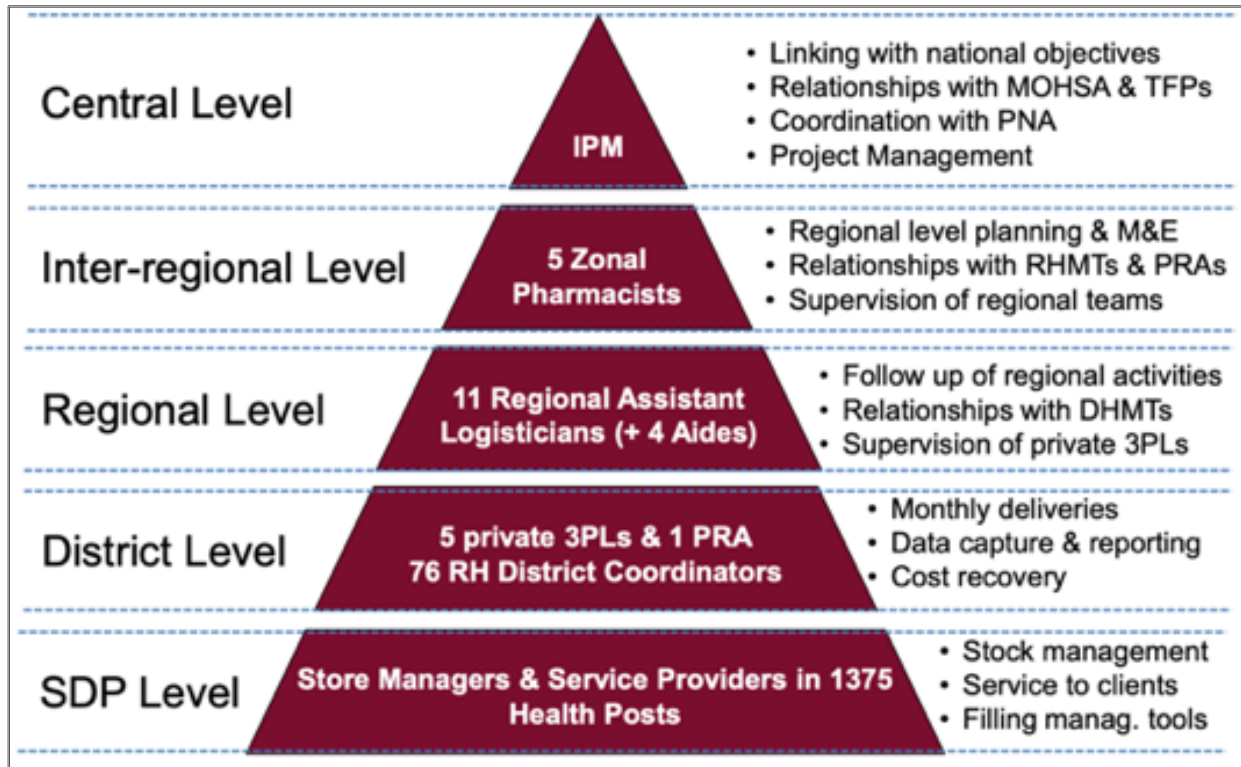 Central Level
IPM
• Linking with national objectives
• Relationships with MOHSA & TFPs
• Coordination with PNA
• Project Management
Inter-regional Level
5 Zonal
Pharmacists
• Regional level planning & M&E
• Relationships with RHMTs & PRAs
• Supervision of regional teams
Regional Level
11 Regional Assistant
Logisticians (+ 4 Aides)
• Follow up of regional activities
• Relationships with DHMTs
• Supervision of private 3PLs
District Level
5 private 3PLs & 1 PRA
76 RH District Coordinators
• Monthly deliveries
• Data capture & reporting
• Cost recovery
SDP Level
Store Managers & Service Providers in 1375
Health Posts
• Stock management
• Service to clients
• Filling manag. tools